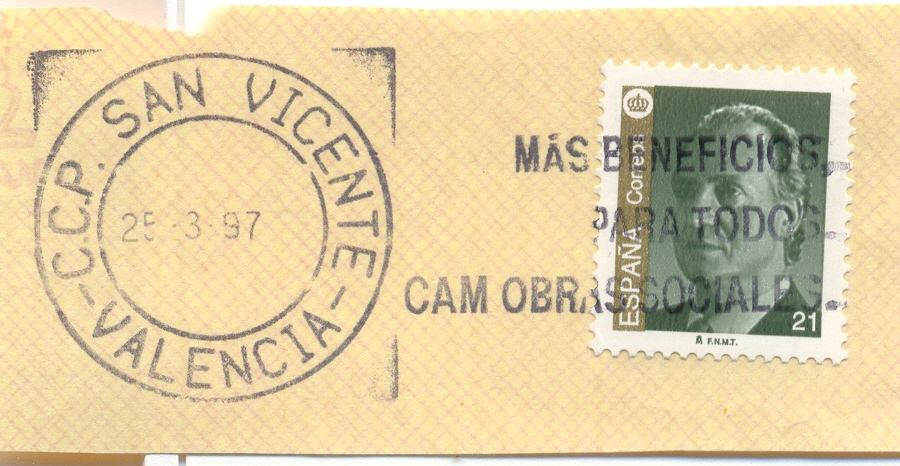 C.C.P. SAN VICENTE
-VALENCIA-
25-3-97
MÁS BENEFICIOS,
PARA TODOS.
CAM OBRAS SOCIALES.
ESPAÑA Correos
21
F.N.M.T.